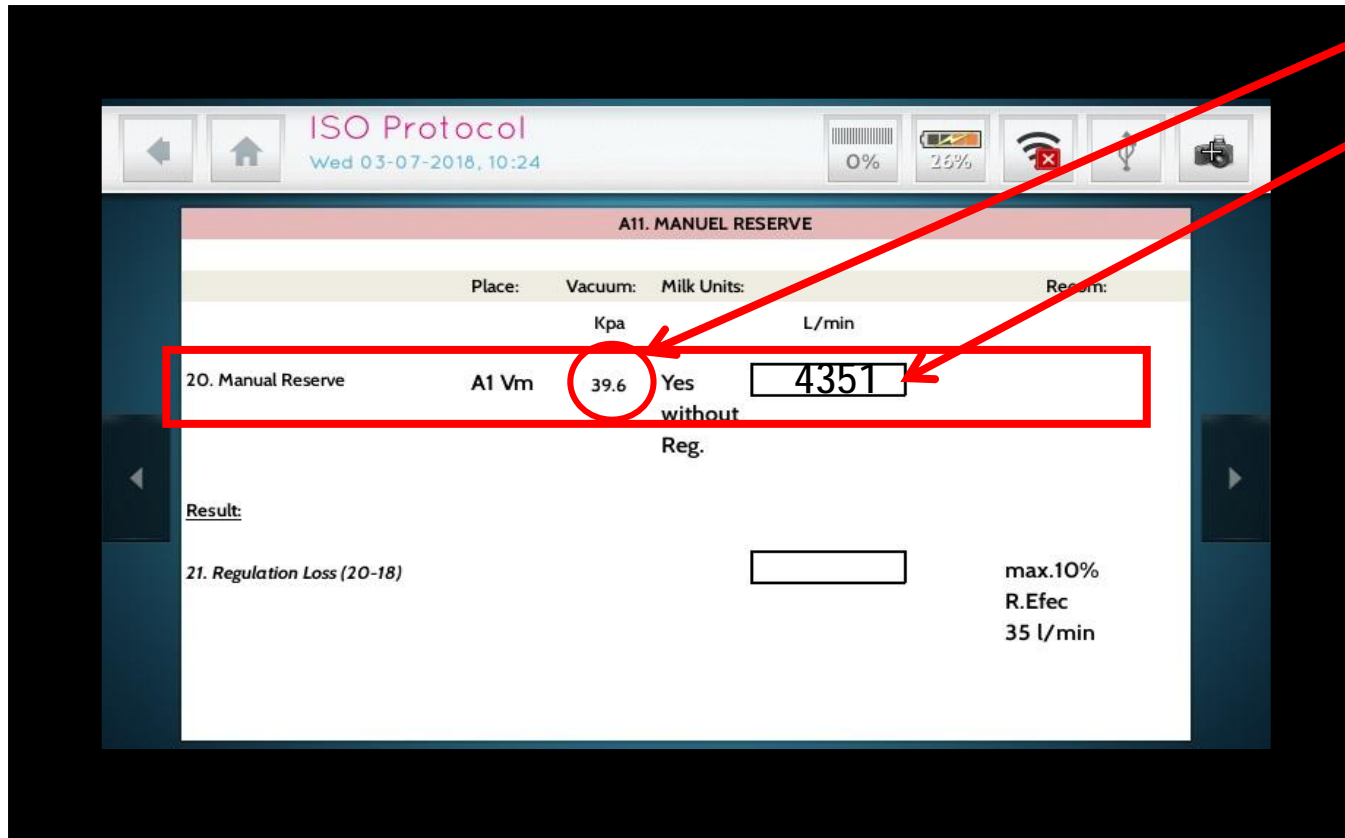 ISO Protocol
Wed 03-07-2018, 10:24
0%
26%
A11. MANUEL RESERVE
Place: Vacuum: Milk Units: Recom:
Kpa L/min
20. Manual Reserve A1 Vm 39.6 Yes 4351
without
Reg.
Result:
21. Regulation Loss (20-18) max.10%
R.Efec
35 l/min